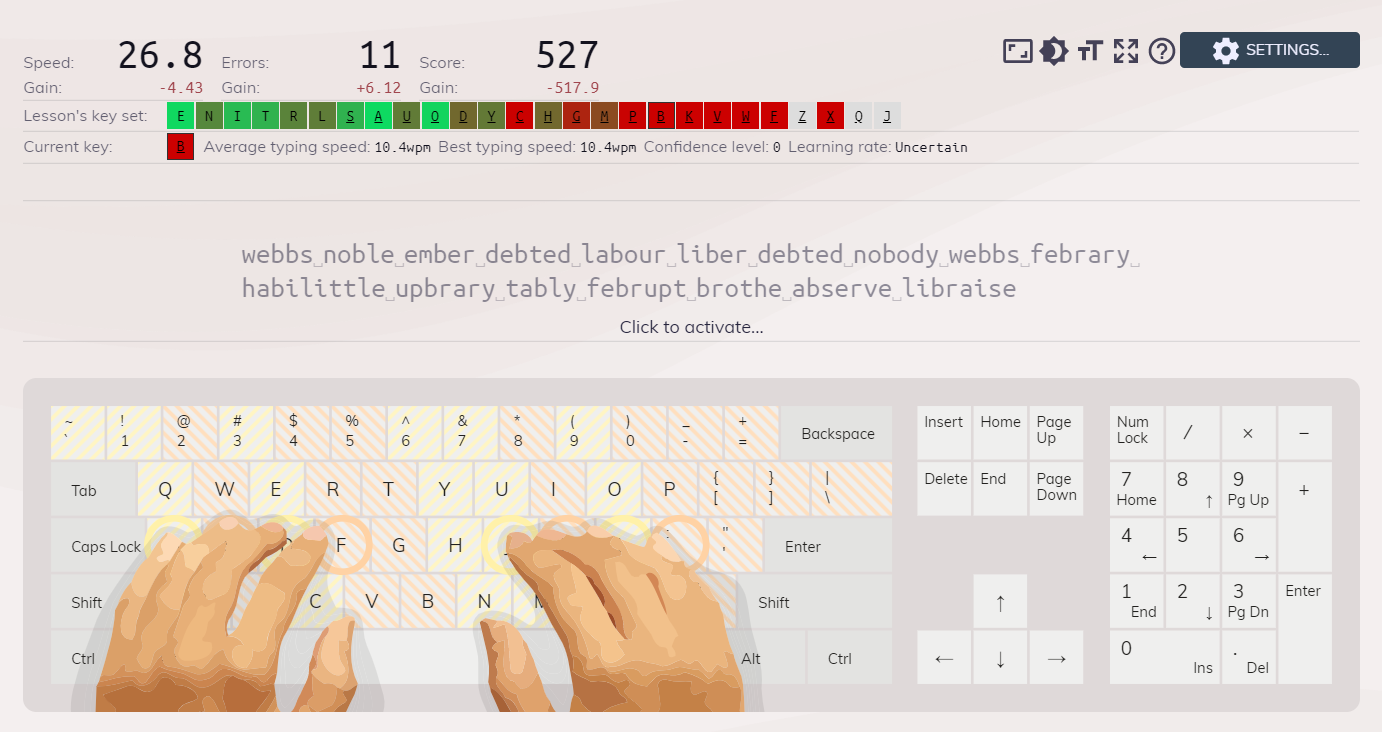 Speed: 26.8 Errors: 11 Score: 527
Gain: -4.43 Gain: +6.12 Gain: -517.9
SETTINGS...
Lesson's key set: E N I T R L S A U O D Y C H G M P B K V W F Z X Q J
Current key: B Average typing speed: 10.4wpm Best typing speed: 10.4wpm Confidence level: 0 Learning rate: Uncertain
webbs␣noble␣ember␣debted␣labour␣liber␣debted␣nobody␣webbs␣febrary␣
habilittle␣upbrary␣tably␣februpt␣brothe␣abserve␣libraise
Click to activate...
~ ! @ # $ % ^ & * ( ) _ +
` 1 2 3 4 5 6 7 8 9 0 - = Backspace
Insert Home Page Up
Num Lock / × − 
Tab Q W E R T Y U I O P { [ } ] | \
Delete End Page Down
7 Home 8 ↑ 9 Pg Up +
Caps Lock F G H " ' Enter
4 ← 5 6 →
Shift C V B N Shift
↑
1 End 2 ↓ 3 Pg Dn Enter
Ctrl Alt Ctrl
← ↓ →
0 Ins . Del